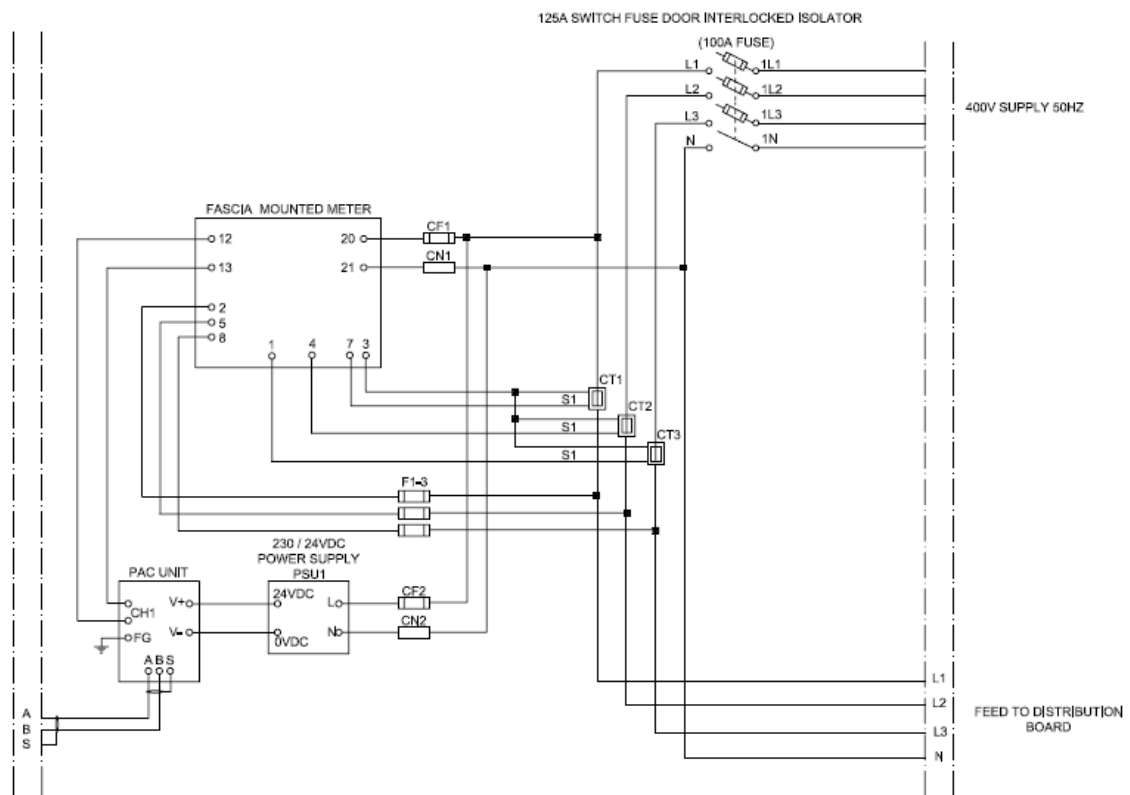 125A SWITCH FUSE DOOR INTERLOCKED ISOLATOR
(100A FUSE)
L1 1L1
L2 1L2
L3 1L3
N 1N
400V SUPPLY 50HZ
FASCIA MOUNTED METER
12 20 CF1
13 21 CN1
2
5
8
1 4 7 3
CT1
S1
CT2
S1
CT3
S1
F1-3
230 / 24VDC
POWER SUPPLY
PSU1
PAC UNIT
V+ 24VDC L CF2
CH1
FG V- 0VDC N CN2
A B S
L1
L2
L3
N
FEED TO DISTRIBUTION
BOARD
A
B
S